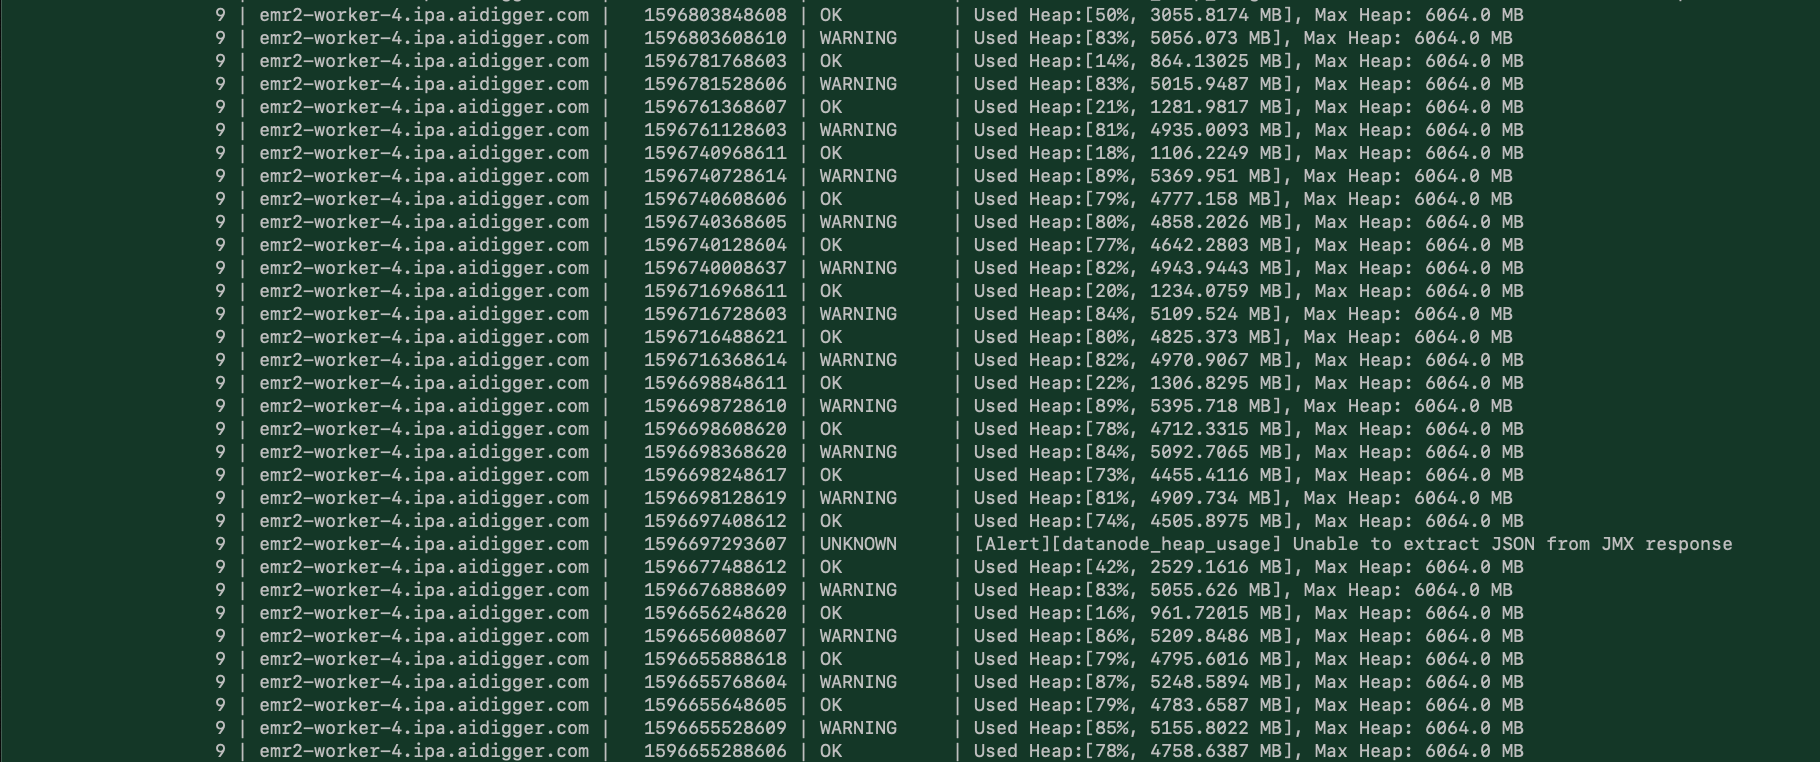 9 | emr2-worker-4.ipa.aidigger.com | 1596803848608 | OK | Used Heap:[50%, 3055.8174 MB], Max Heap: 6064.0 MB
9 | emr2-worker-4.ipa.aidigger.com | 1596803608610 | WARNING | Used Heap:[83%, 5056.073 MB], Max Heap: 6064.0 MB
9 | emr2-worker-4.ipa.aidigger.com | 1596781768603 | OK | Used Heap:[14%, 864.13025 MB], Max Heap: 6064.0 MB
9 | emr2-worker-4.ipa.aidigger.com | 1596781528606 | WARNING | Used Heap:[83%, 5015.9487 MB], Max Heap: 6064.0 MB
9 | emr2-worker-4.ipa.aidigger.com | 1596761368607 | OK | Used Heap:[21%, 1281.9817 MB], Max Heap: 6064.0 MB
9 | emr2-worker-4.ipa.aidigger.com | 1596761128603 | WARNING | Used Heap:[81%, 4935.0093 MB], Max Heap: 6064.0 MB
9 | emr2-worker-4.ipa.aidigger.com | 1596740968611 | OK | Used Heap:[18%, 1106.2249 MB], Max Heap: 6064.0 MB
9 | emr2-worker-4.ipa.aidigger.com | 1596740728614 | WARNING | Used Heap:[89%, 5369.951 MB], Max Heap: 6064.0 MB
9 | emr2-worker-4.ipa.aidigger.com | 1596740608606 | OK | Used Heap:[79%, 4777.158 MB], Max Heap: 6064.0 MB
9 | emr2-worker-4.ipa.aidigger.com | 1596740368605 | WARNING | Used Heap:[80%, 4858.2026 MB], Max Heap: 6064.0 MB
9 | emr2-worker-4.ipa.aidigger.com | 1596740128604 | OK | Used Heap:[77%, 4642.2803 MB], Max Heap: 6064.0 MB
9 | emr2-worker-4.ipa.aidigger.com | 1596740008637 | WARNING | Used Heap:[82%, 4943.9443 MB], Max Heap: 6064.0 MB
9 | emr2-worker-4.ipa.aidigger.com | 1596716968611 | OK | Used Heap:[20%, 1234.0759 MB], Max Heap: 6064.0 MB
9 | emr2-worker-4.ipa.aidigger.com | 1596716728603 | WARNING | Used Heap:[84%, 5109.524 MB], Max Heap: 6064.0 MB
9 | emr2-worker-4.ipa.aidigger.com | 1596716488621 | OK | Used Heap:[80%, 4825.373 MB], Max Heap: 6064.0 MB
9 | emr2-worker-4.ipa.aidigger.com | 1596716368614 | WARNING | Used Heap:[82%, 4970.9067 MB], Max Heap: 6064.0 MB
9 | emr2-worker-4.ipa.aidigger.com | 1596698848611 | OK | Used Heap:[22%, 1306.8295 MB], Max Heap: 6064.0 MB
9 | emr2-worker-4.ipa.aidigger.com | 1596698728610 | WARNING | Used Heap:[89%, 5395.718 MB], Max Heap: 6064.0 MB
9 | emr2-worker-4.ipa.aidigger.com | 1596698608620 | OK | Used Heap:[78%, 4712.3315 MB], Max Heap: 6064.0 MB
9 | emr2-worker-4.ipa.aidigger.com | 1596698368620 | WARNING | Used Heap:[84%, 5092.7065 MB], Max Heap: 6064.0 MB
9 | emr2-worker-4.ipa.aidigger.com | 1596698248617 | OK | Used Heap:[73%, 4455.4116 MB], Max Heap: 6064.0 MB
9 | emr2-worker-4.ipa.aidigger.com | 1596698128619 | WARNING | Used Heap:[81%, 4909.734 MB], Max Heap: 6064.0 MB
9 | emr2-worker-4.ipa.aidigger.com | 1596697408612 | OK | Used Heap:[74%, 4505.8975 MB], Max Heap: 6064.0 MB
9 | emr2-worker-4.ipa.aidigger.com | 1596697293607 | UNKNOWN | [Alert][datanode_heap_usage] Unable to extract JSON from JMX response
9 | emr2-worker-4.ipa.aidigger.com | 1596677488612 | OK | Used Heap:[42%, 2529.1616 MB], Max Heap: 6064.0 MB
9 | emr2-worker-4.ipa.aidigger.com | 1596676888609 | WARNING | Used Heap:[83%, 5055.626 MB], Max Heap: 6064.0 MB
9 | emr2-worker-4.ipa.aidigger.com | 1596656248620 | OK | Used Heap:[16%, 961.72015 MB], Max Heap: 6064.0 MB
9 | emr2-worker-4.ipa.aidigger.com | 1596656008607 | WARNING | Used Heap:[86%, 5209.8486 MB], Max Heap: 6064.0 MB
9 | emr2-worker-4.ipa.aidigger.com | 1596655888618 | OK | Used Heap:[79%, 4795.6016 MB], Max Heap: 6064.0 MB
9 | emr2-worker-4.ipa.aidigger.com | 1596655768604 | WARNING | Used Heap:[87%, 5248.5894 MB], Max Heap: 6064.0 MB
9 | emr2-worker-4.ipa.aidigger.com | 1596655648605 | OK | Used Heap:[79%, 4783.6587 MB], Max Heap: 6064.0 MB
9 | emr2-worker-4.ipa.aidigger.com | 1596655528609 | WARNING | Used Heap:[85%, 5155.8022 MB], Max Heap: 6064.0 MB
9 | emr2-worker-4.ipa.aidigger.com | 1596655288606 | OK | Used Heap:[78%, 4758.6387 MB], Max Heap: 6064.0 MB